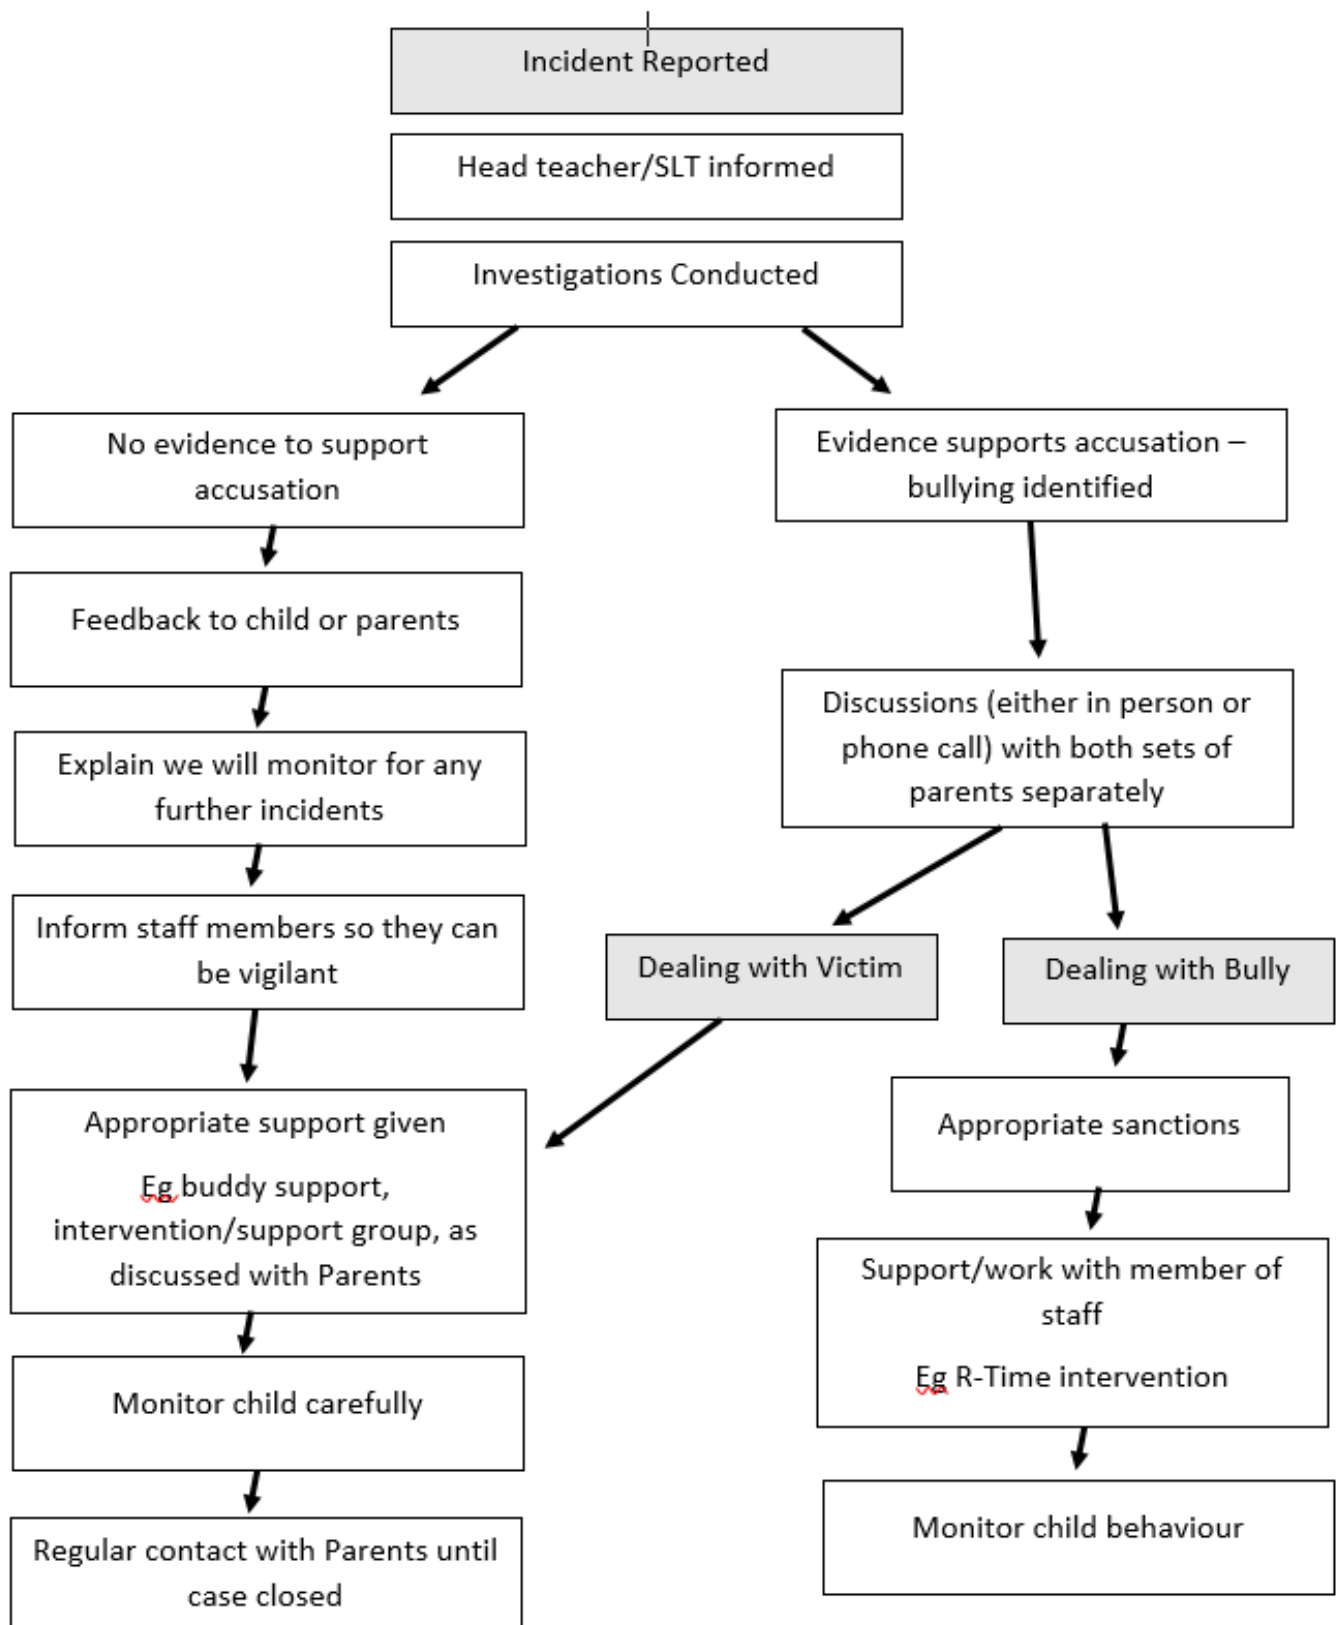 Incident Reported
Head teacher/SLT informed
Investigations Conducted
No evidence to support
accusation
Feedback to child or parents
Explain we will monitor for any
further incidents
Inform staff members so they can
be vigilant
Appropriate support given
Eg buddy support,
intervention/support group, as
discussed with Parents
Monitor child carefully
Regular contact with Parents until
case closed
Evidence supports accusation –
bullying identified
Discussions (either in person or
phone call) with both sets of
parents separately
Dealing with Victim
Dealing with Bully
Appropriate sanctions
Support/work with member of
staff
Eg R-Time intervention
Monitor child behaviour